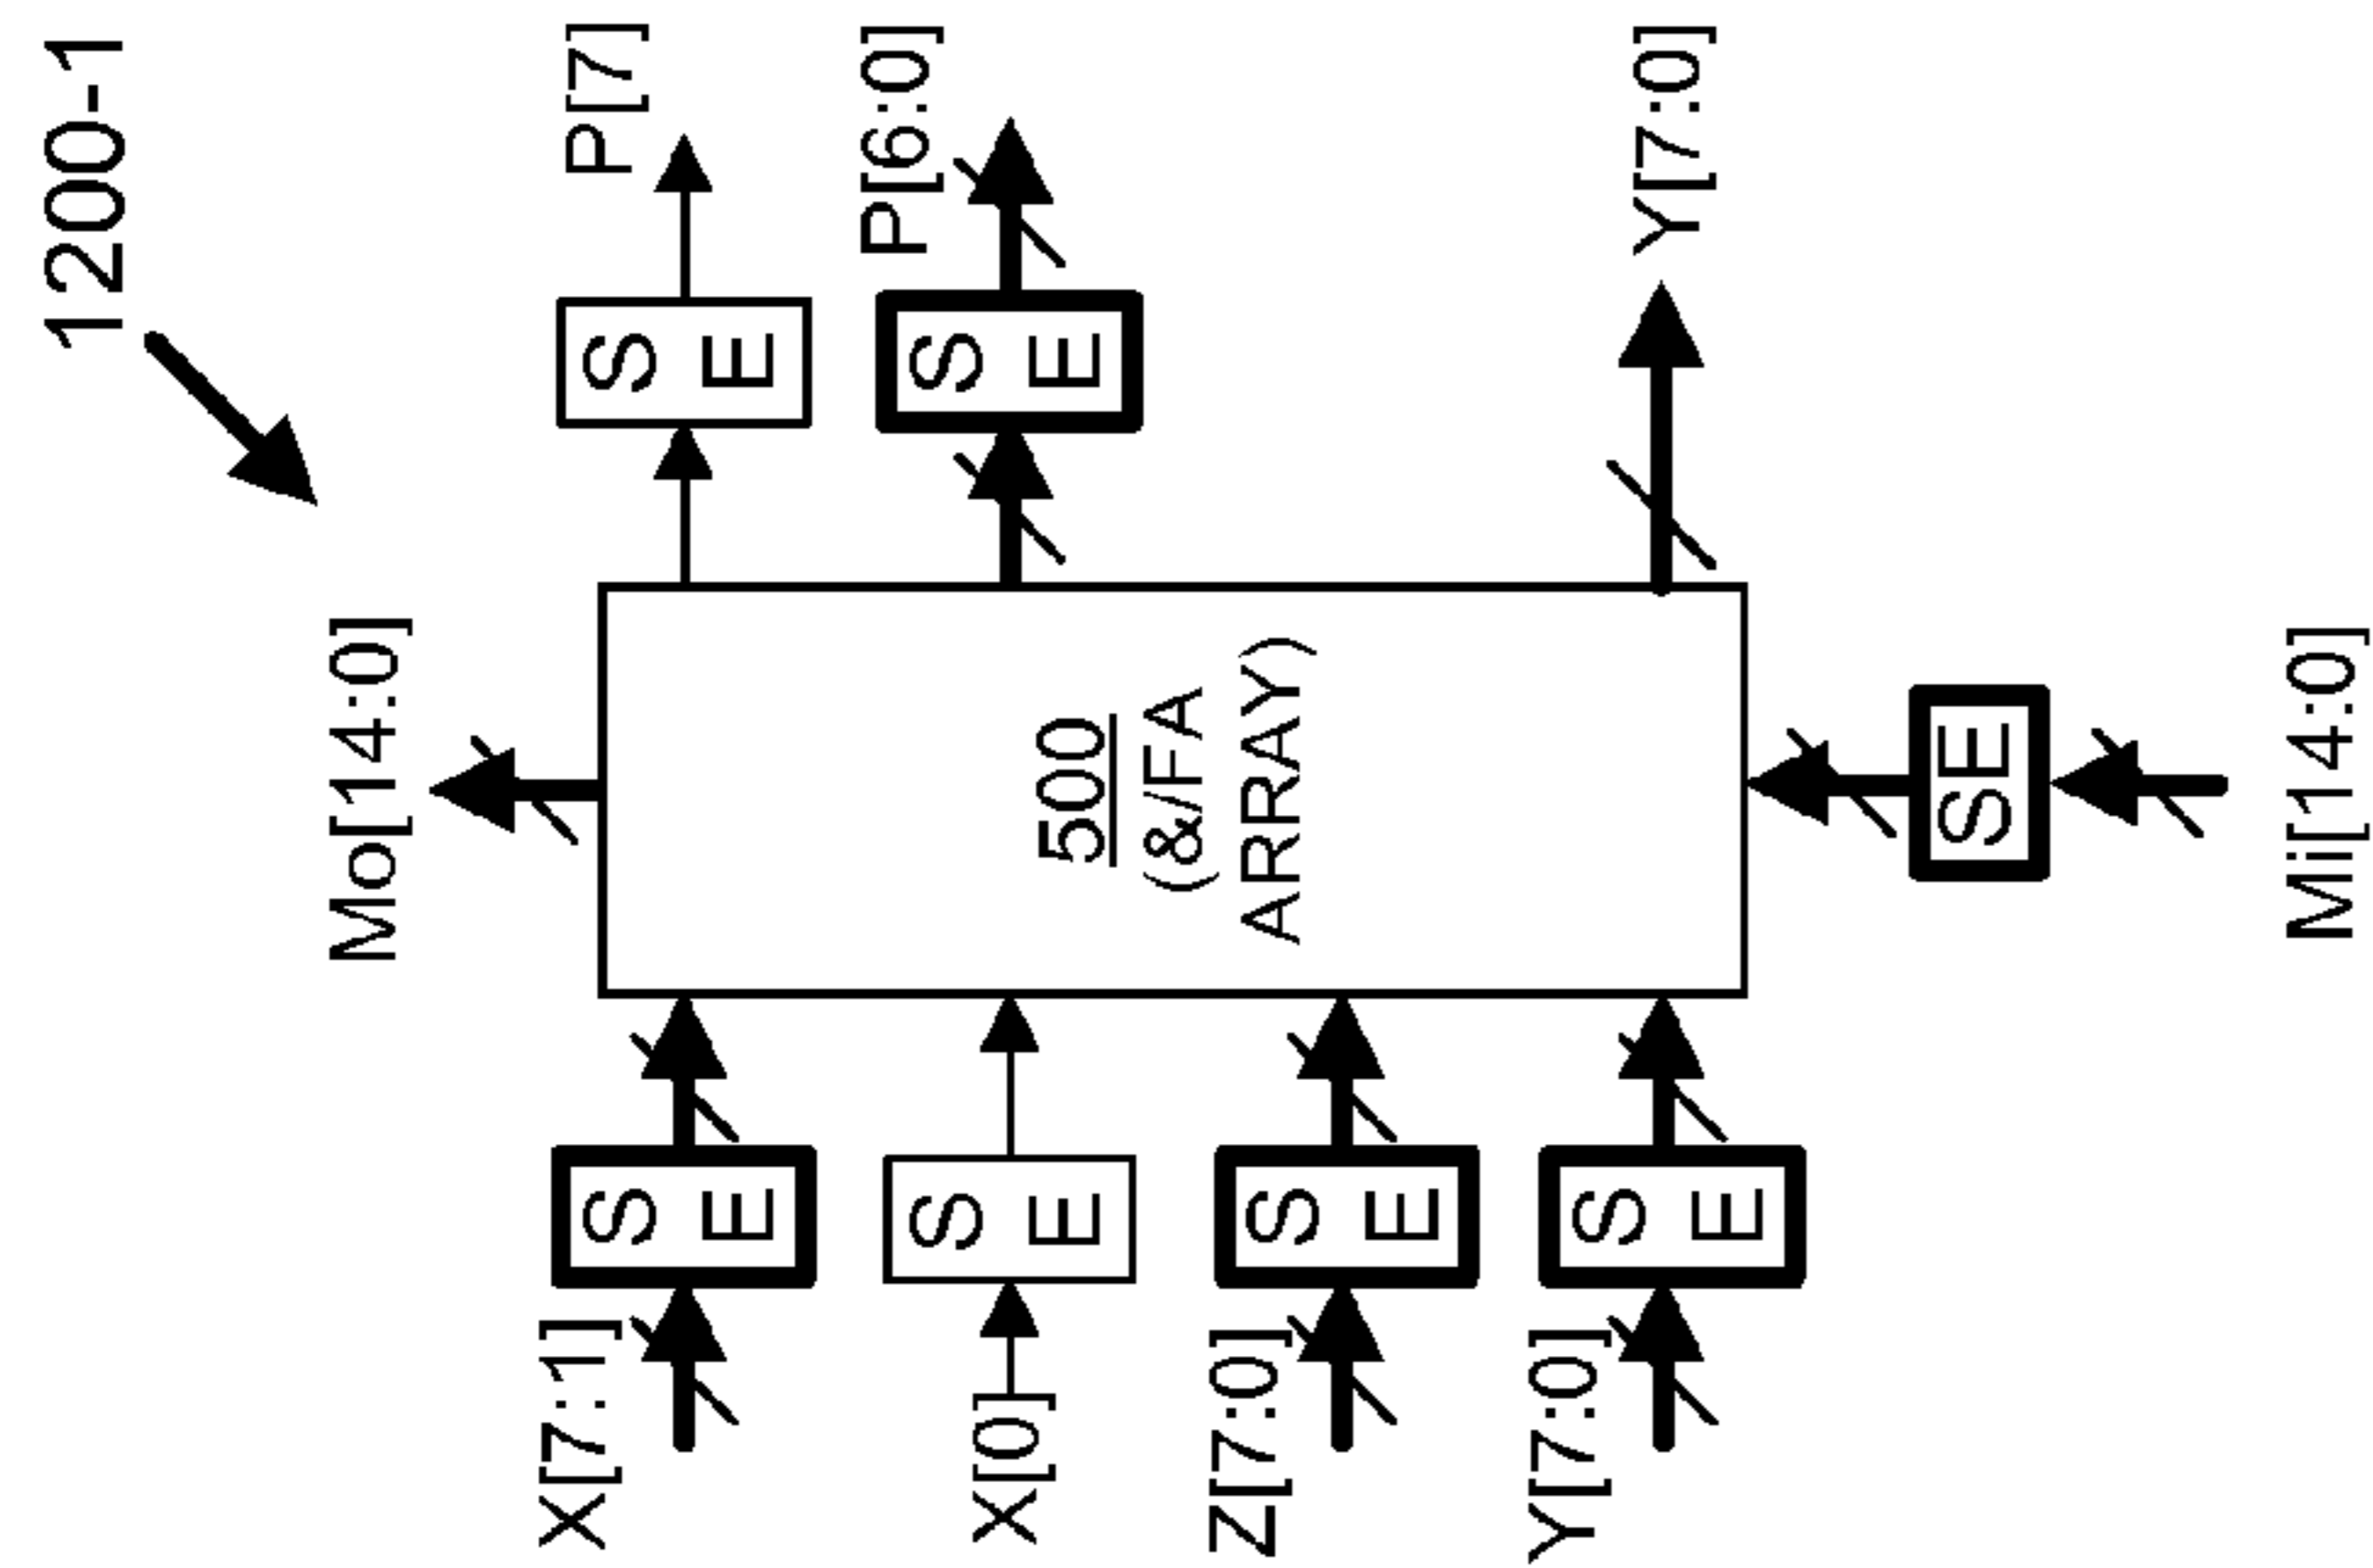 1200-1
Mo[14:0]
X[7:1]
S
E
S
E
P[7]
X[0]
S
E
S
E
P[6:0]
500
(&/FA
ARRAY)
Z[7:0]
S
E
Y[7:0]
S
E
Y[7:0]
SE
Mi[14:0]